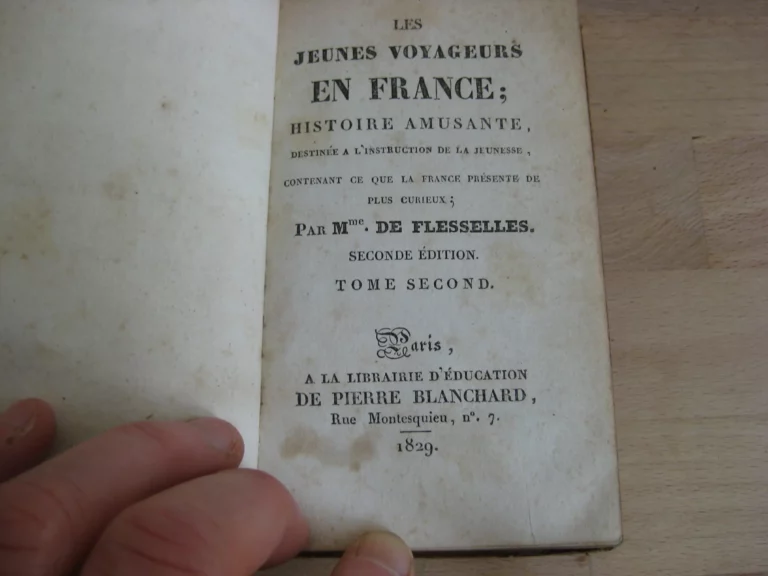 LES
JEUNES VOYAGEURS
EN FRANCE;
HISTOIRE AMUSANTE,
DESTINÉE A L'INSTRUCTION DE LA JEUNESSE,
CONTENANT CE QUE LA FRANCE PRÉSENTE DE
PLUS CURIEUX;
PAR Mme. DE FLESSELLES.
SECONDE ÉDITION.
TOME SECOND.
Paris,
A LA LIBRAIRIE D'ÉDUCATION
DE PIERRE BLANCHARD,
Rue Montesquieu, no. 7.
1829.